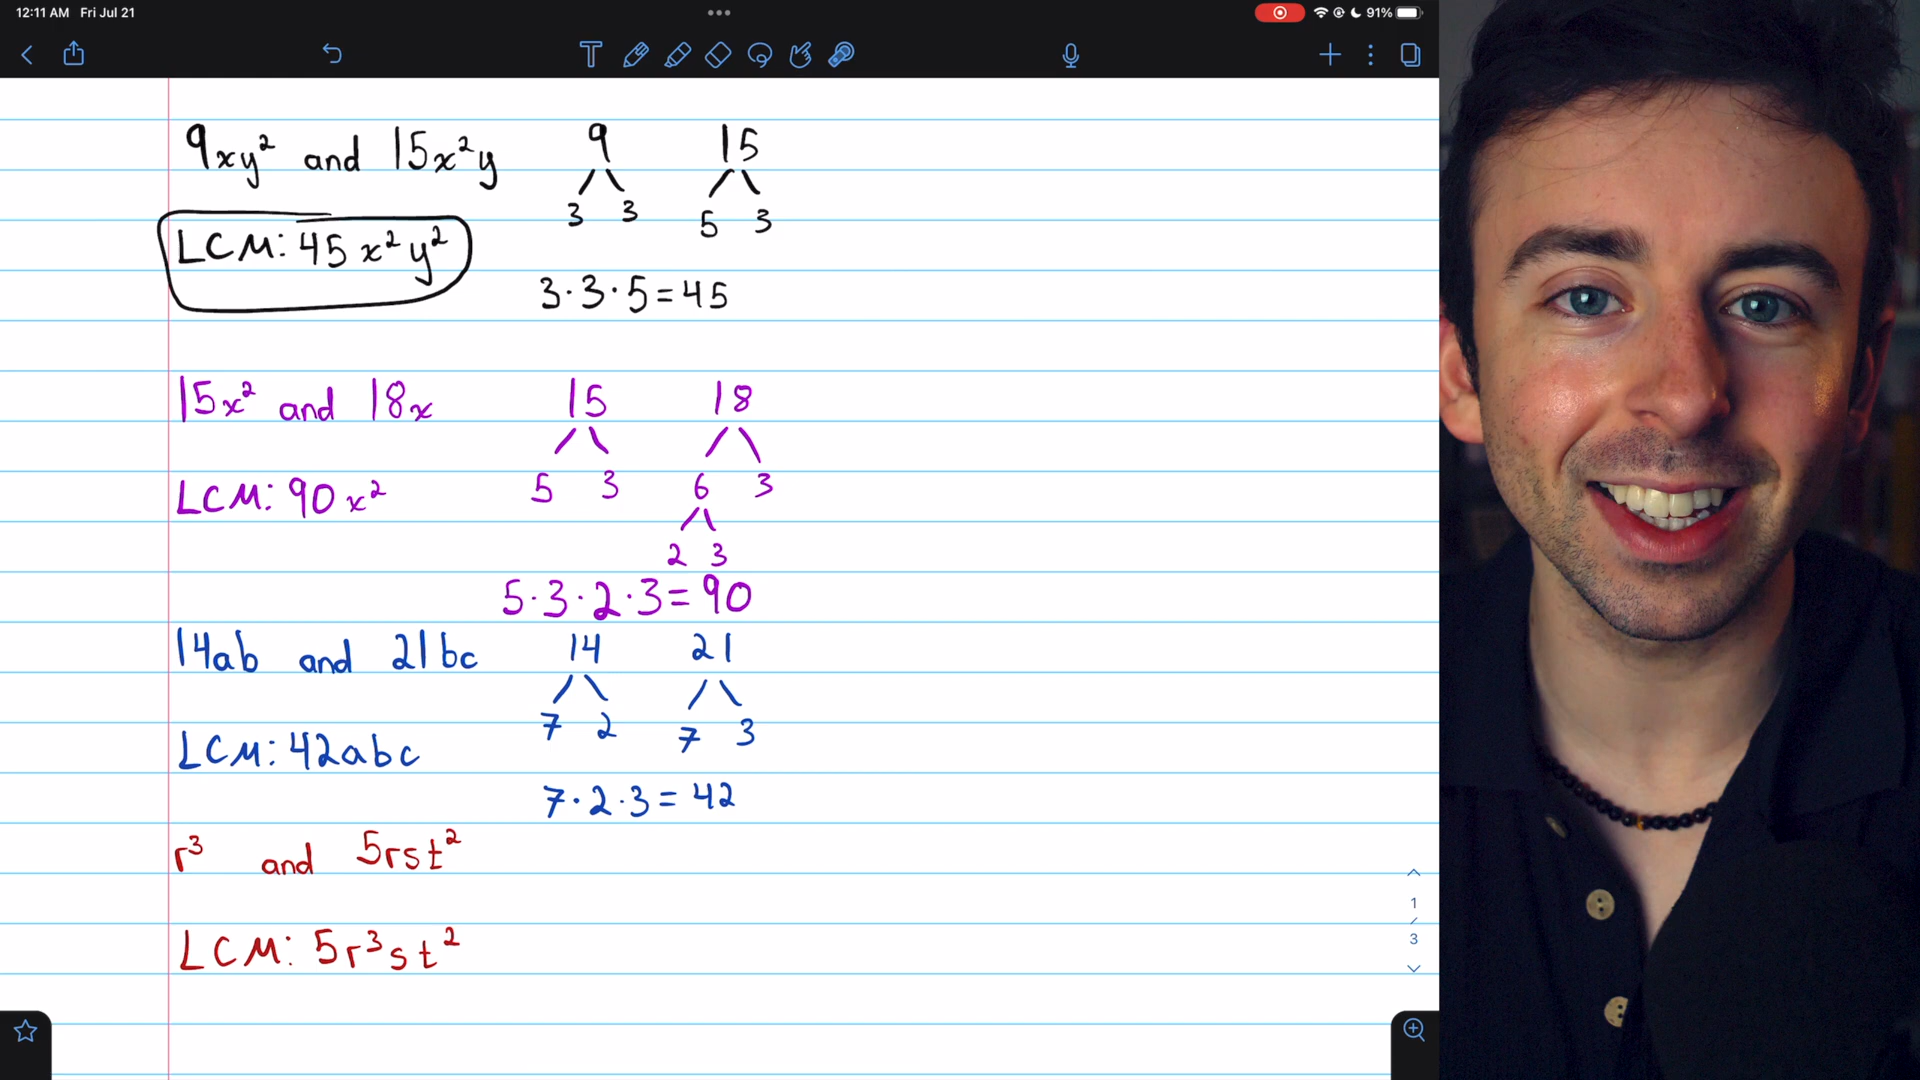 12:11 AM Fri Jul 21
91%
9xy² and 15x²y
9 15
3 3 5 3
LCM: 45x²y²
3·3·5=45
15x² and 18x
15 18
5 3 6 3
LCM: 90x²
2 3
5·3·2·3=90
14ab and 21bc
14 21
7 2 7 3
LCM: 42abc
7·2·3=42
r³ and 5rst²
1
/
3
LCM: 5r³st²